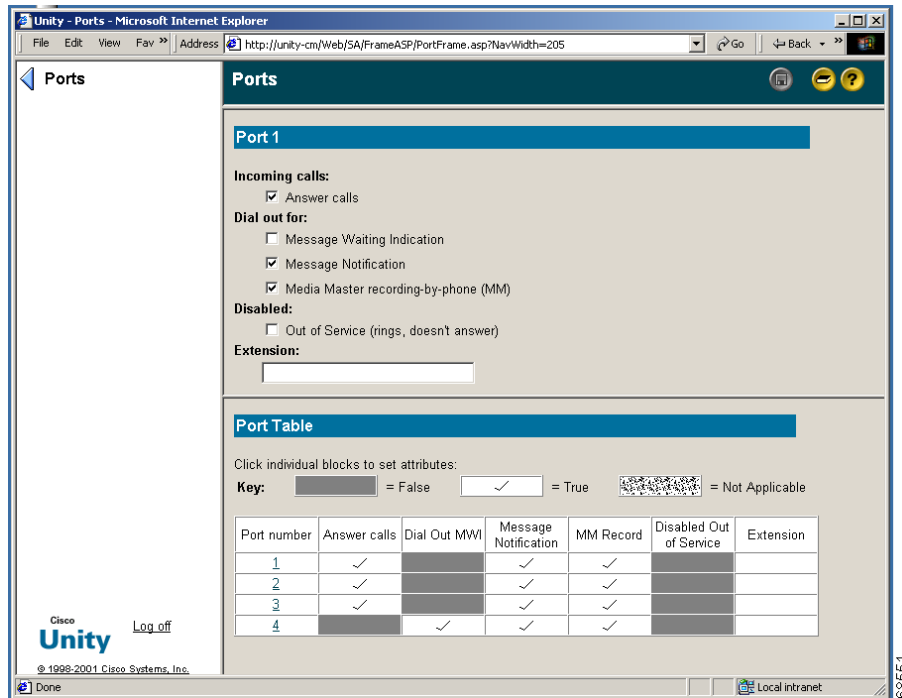 Unity - Ports - Microsoft Internet Explorer
File Edit View Fav » Address http://unity-cm/Web/SA/FrameASP/PortFrame.asp?NavWidth=205 Go Back »
Ports
Ports
Port 1
Incoming calls:
Answer calls
Dial out for:
Message Waiting Indication
Message Notification
Media Master recording-by-phone (MM)
Disabled:
Out of Service (rings, doesn't answer)
Extension:
Port Table
Click individual blocks to set attributes:
Key: = False = True = Not Applicable
Port number Answer calls Dial Out MWI Message Notification MM Record Disabled Out of Service Extension
1
2
3
4
Cisco
Unity
Log off
© 1998-2001 Cisco Systems, Inc.
Done Local intranet
68551